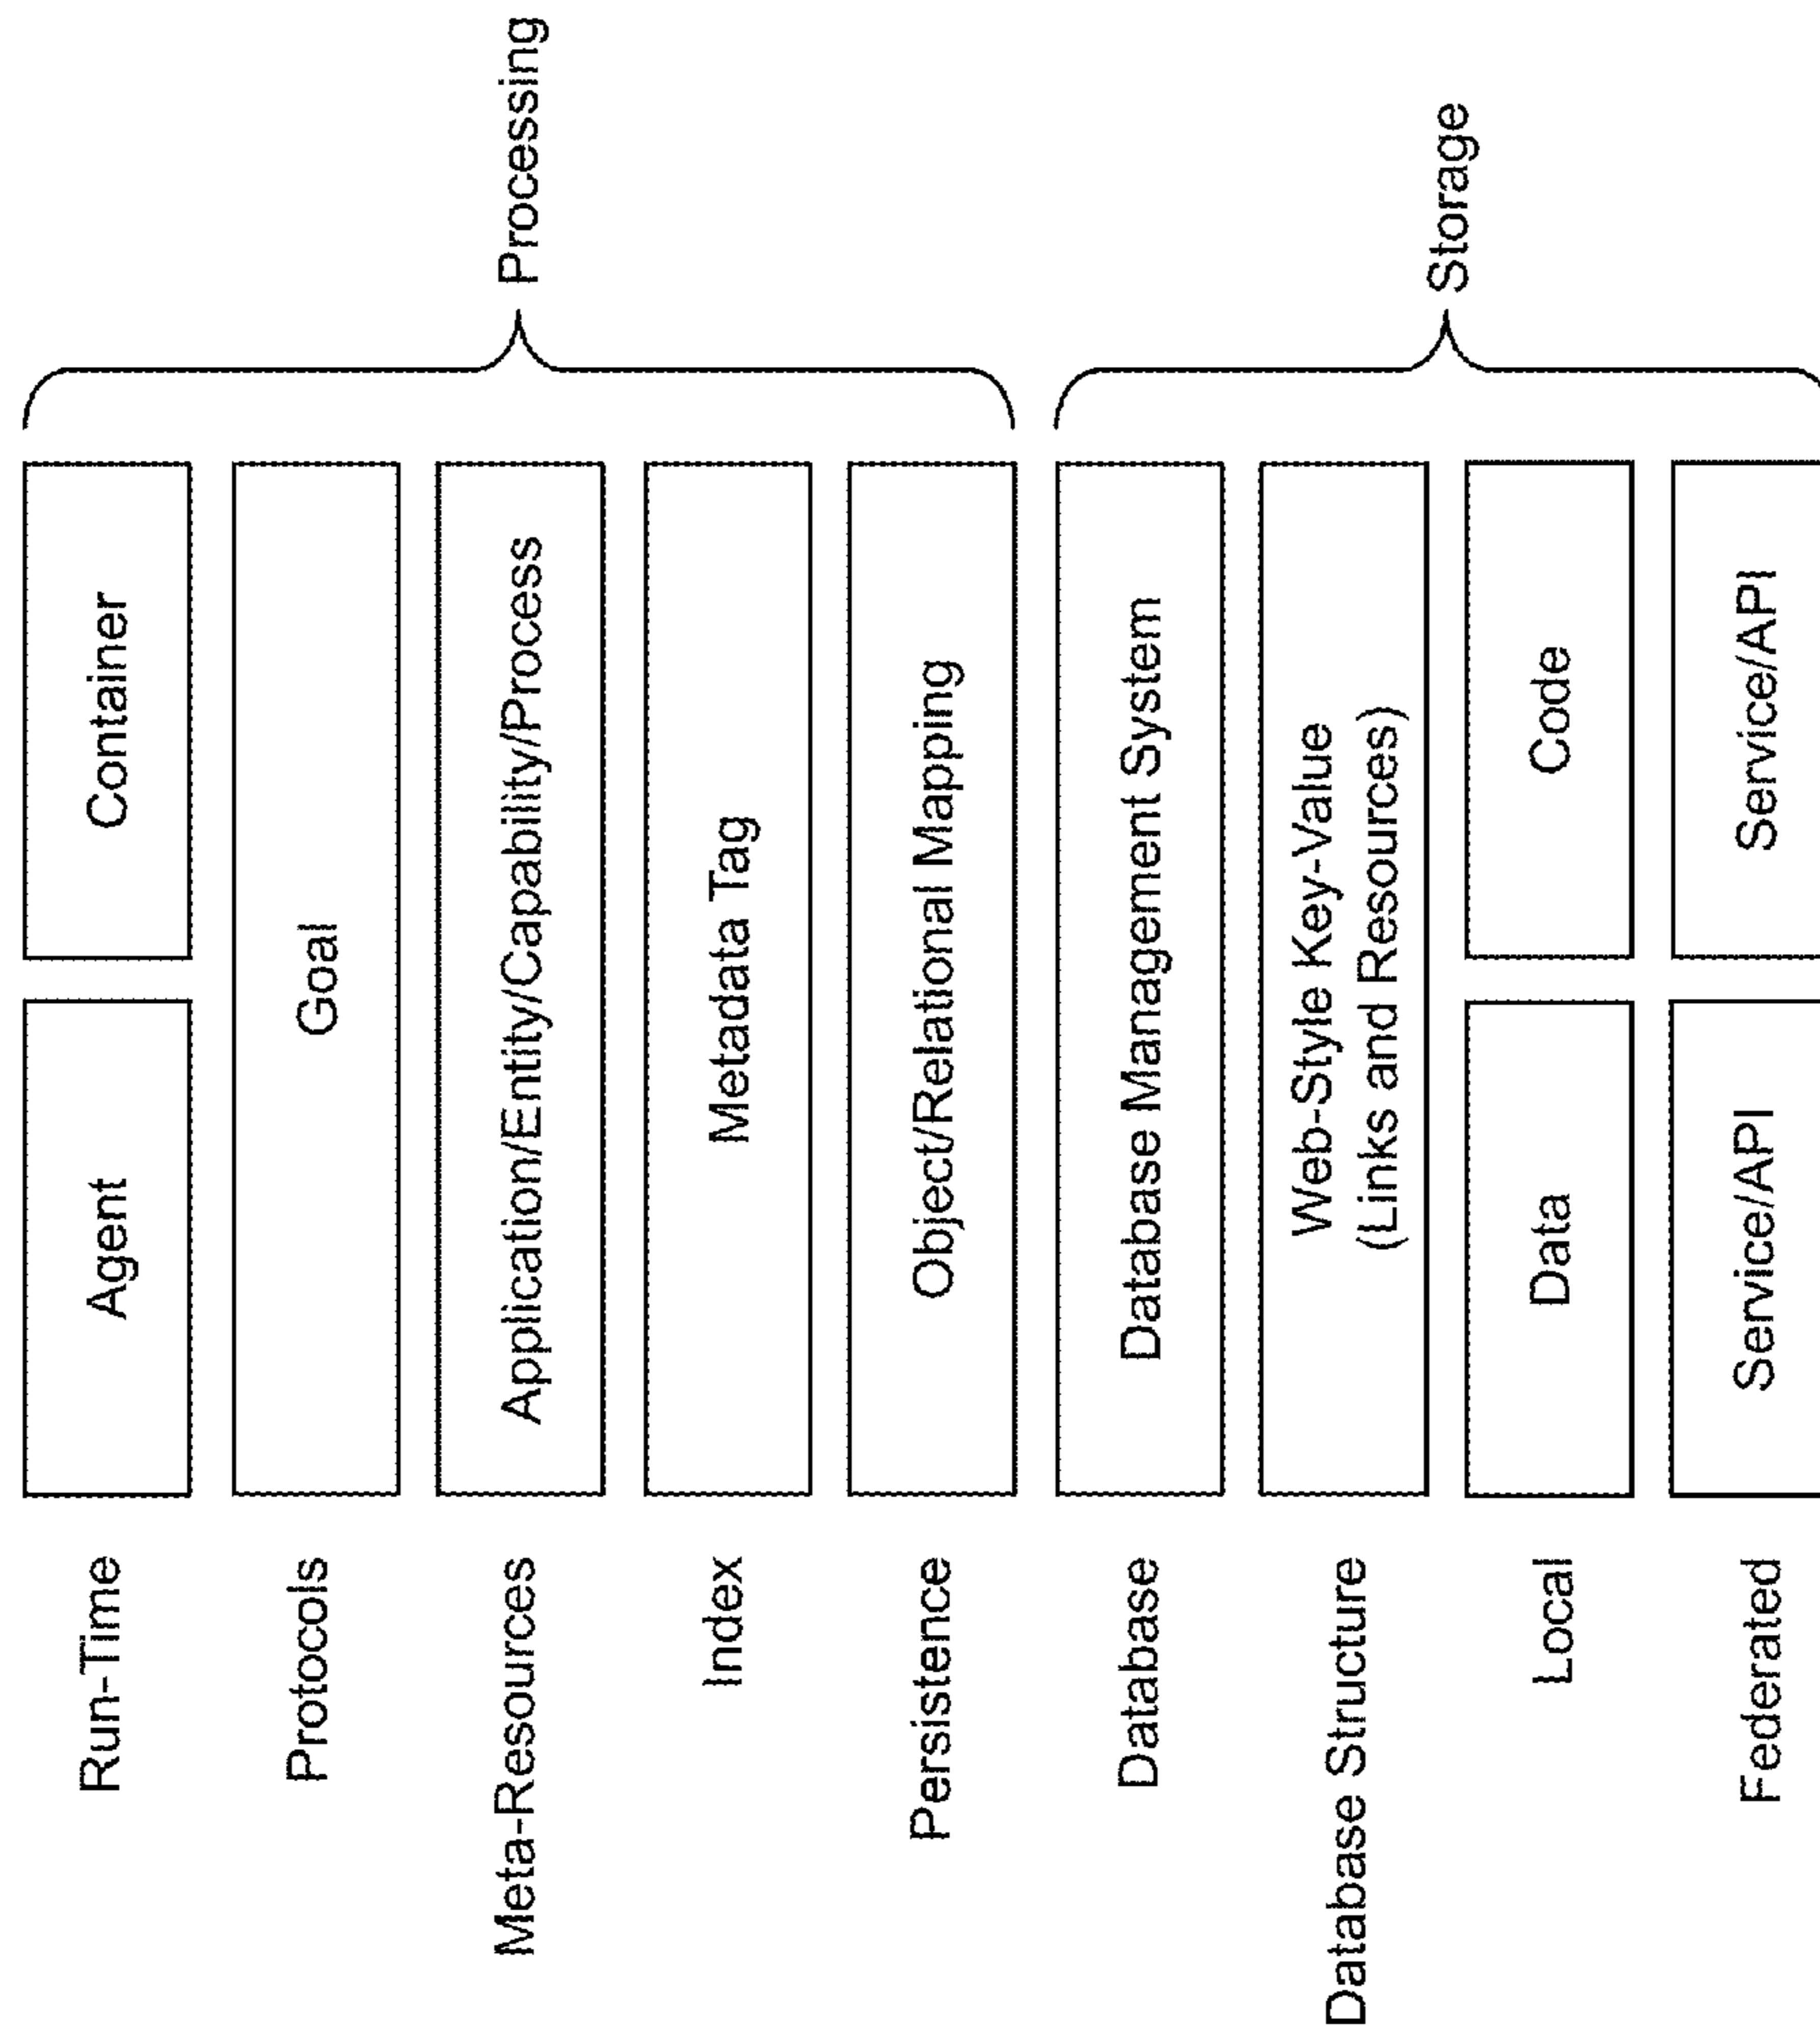 Run-Time
Agent
Container
Protocols
Goal
Meta-Resources
Application/Entity/Capability/Process
Index
Metadata Tag
Persistence
Object/Relational Mapping
Processing
Database
Database Management System
Database Structure
Web-Style Key-Value
(Links and Resources)
Local
Data
Code
Federated
Service/API
Service/API
Storage